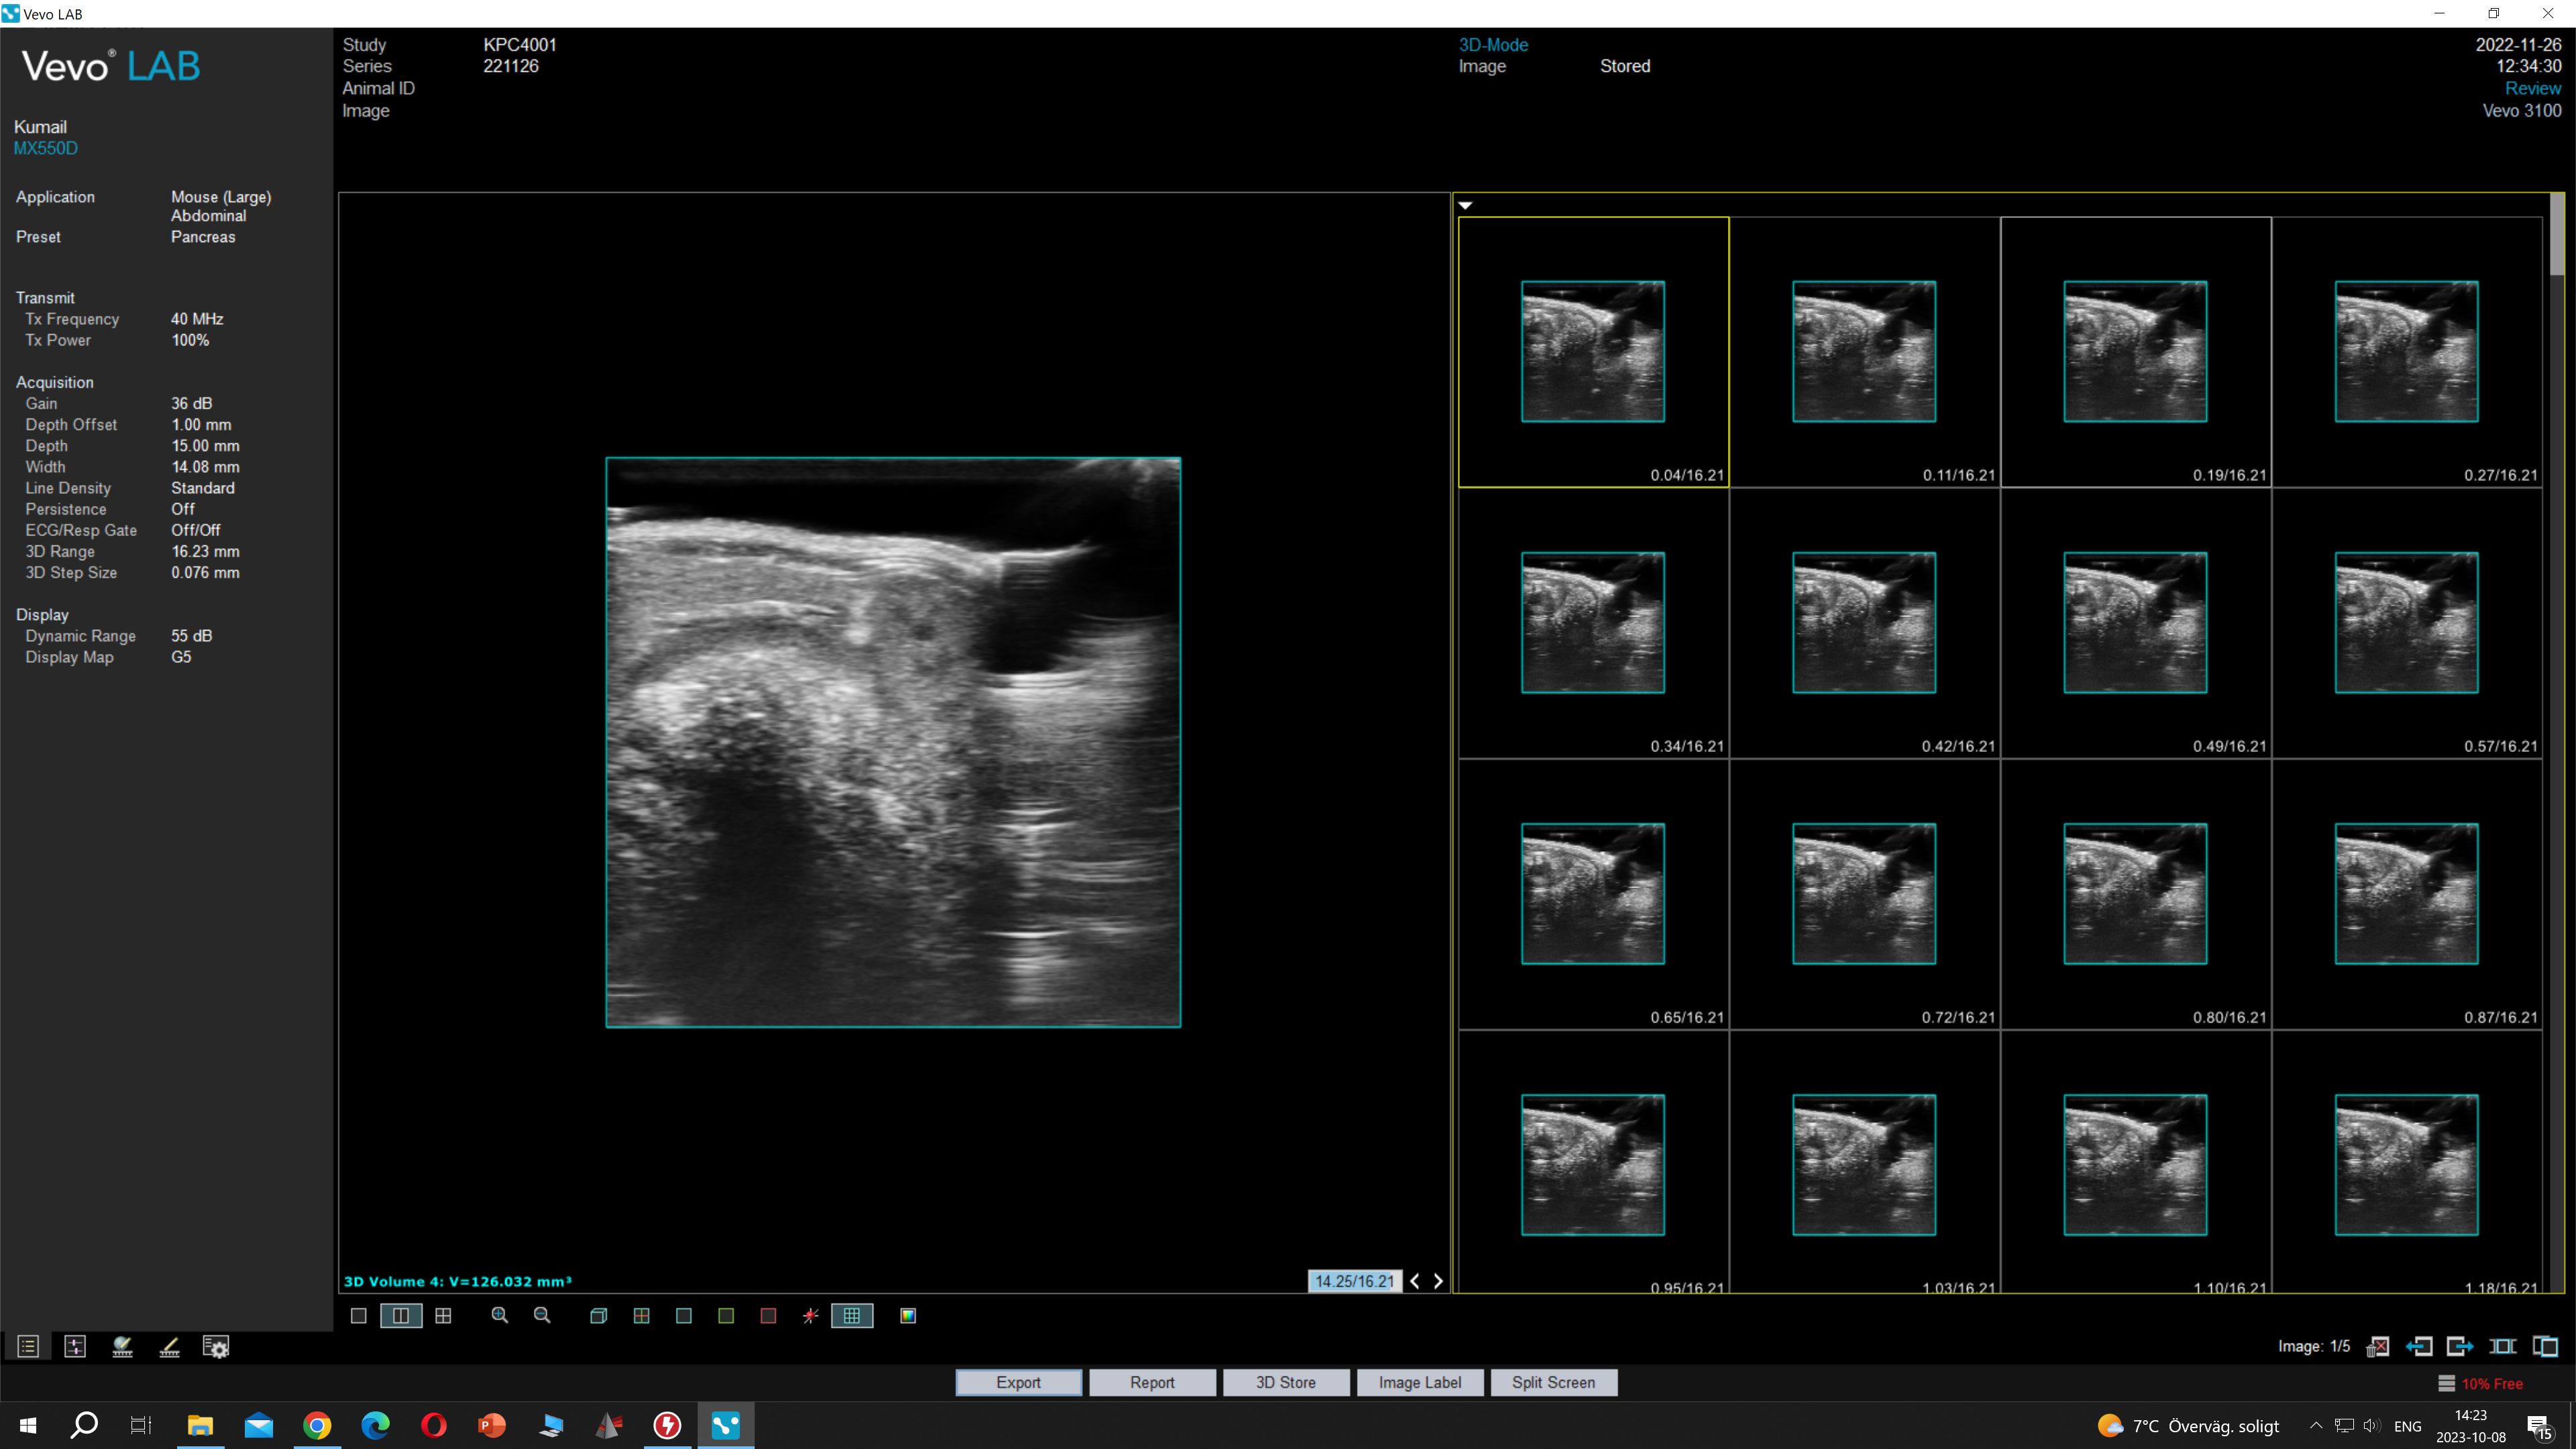 Vevo LAB
Vevo® LAB
Study KPC4001
Series 221126
Animal ID
Image
3D-Mode
Image Stored
2022-11-26
12:34:30
Review
Vevo 3100
Kumail
MX550D
Application Mouse (Large)
Abdominal
Preset Pancreas
Transmit
Tx Frequency 40 MHz
Tx Power 100%
Acquisition
Gain 36 dB
Depth Offset 1.00 mm
Depth 15.00 mm
Width 14.08 mm
Line Density Standard
Persistence Off
ECG/Resp Gate Off/Off
3D Range 16.23 mm
3D Step Size 0.076 mm
Display
Dynamic Range 55 dB
Display Map G5
0.04/16.21 0.11/16.21 0.19/16.21 0.27/16.21
0.34/16.21 0.42/16.21 0.49/16.21 0.57/16.21
0.65/16.21 0.72/16.21 0.80/16.21 0.87/16.21
0.95/16.21 1.03/16.21 1.10/16.21 1.18/16.21
3D Volume 4: V=126.032 mm³
14.25/16.21
Image: 1/5
Export Report 3D Store Image Label Split Screen
10% Free
7°C Överväg. soligt
ENG
14:23
2023-10-08
15